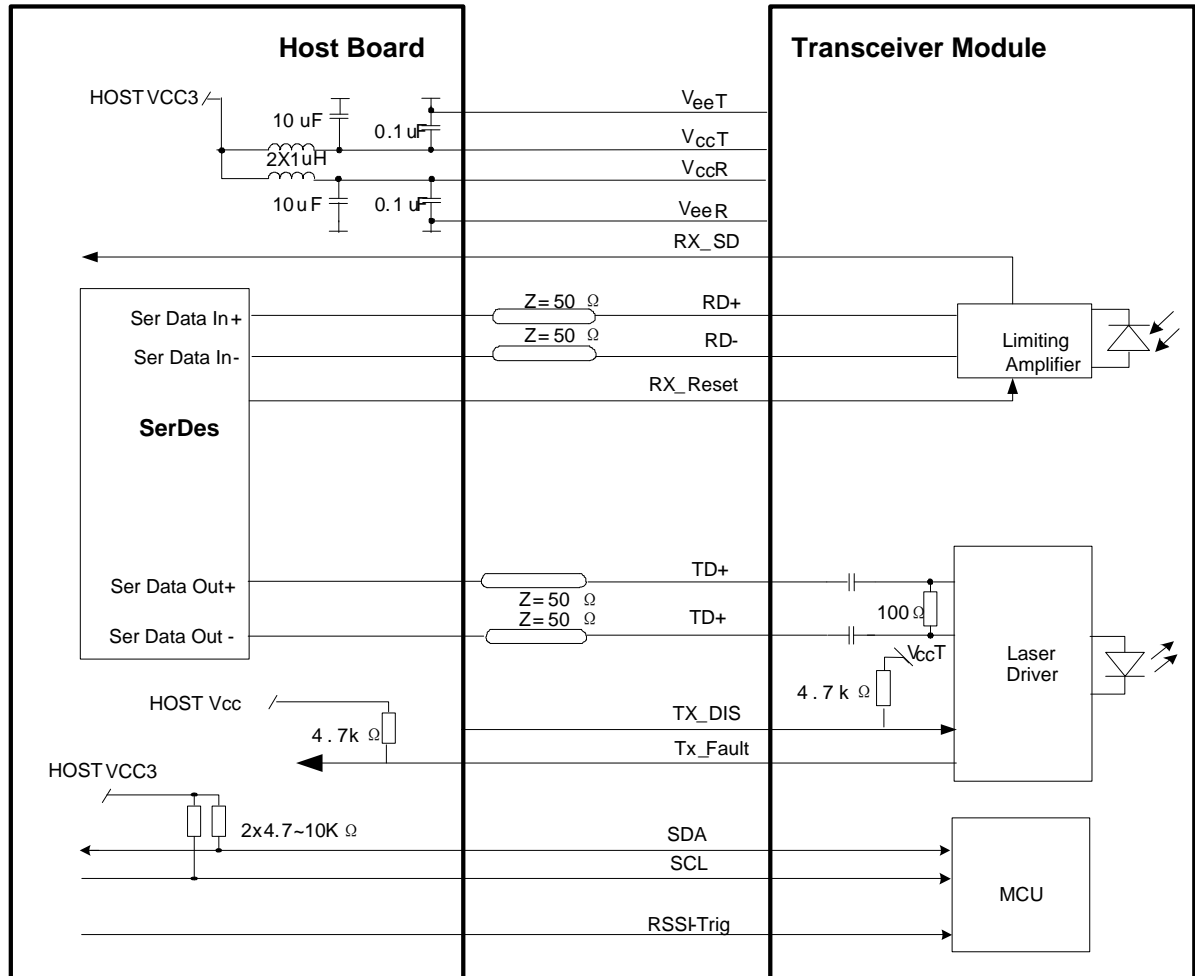 Host Board
Transceiver Module
HOST VCC3
10 uF
0.1 uF
2X1uH
10uF
0.1 uF
VeeT
VccT
VccR
VeeR
RX_SD
Ser Data In+
Ser Data In-
SerDes
Z=50 Ω
Z=50 Ω
RD+
RD-
RX_Reset
Limiting
Amplifier
Ser Data Out+
Ser Data Out -
Z=50 Ω
Z=50 Ω
TD+
TD+
100Ω
VccT
4.7k Ω
Laser
Driver
HOST Vcc
4.7k Ω
TX_DIS
Tx_Fault
HOST VCC3
2x4.7~10K Ω
SDA
SCL
RSSI-Trig
MCU